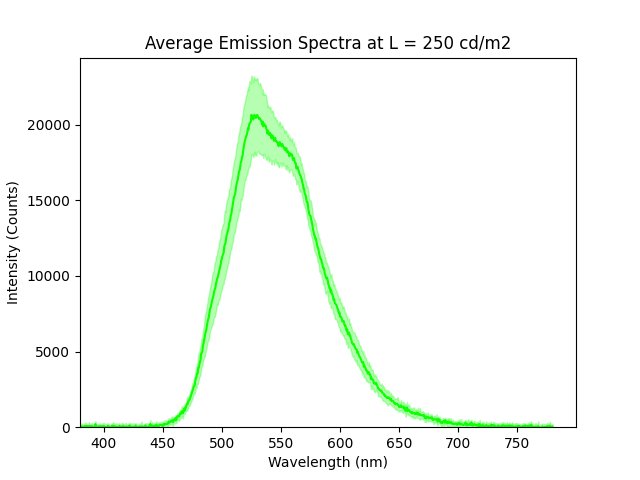 Average Emission Spectra at L = 250 cd/m2
Intensity (Counts)
20000
15000
10000
5000
0
400 450 500 550 600 650 700 750
Wavelength (nm)